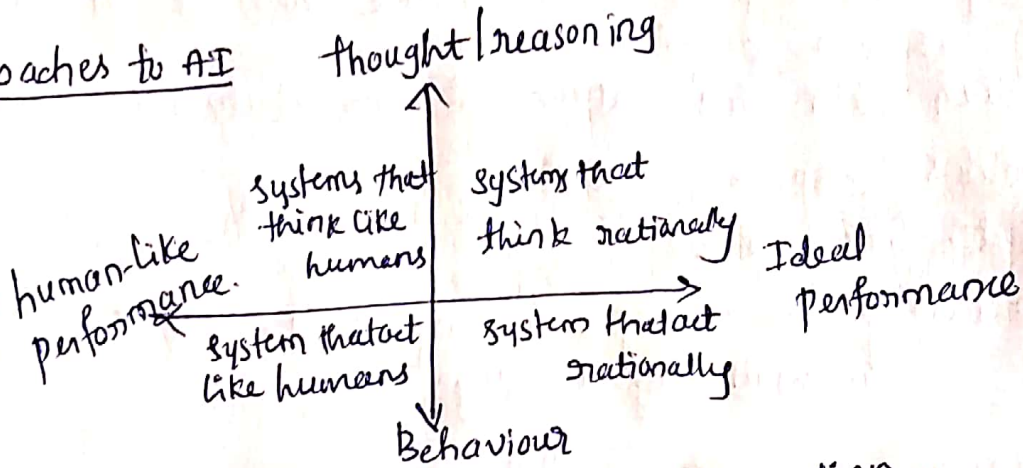 oaches to AI
thought/reasoning
systems that
think like
humans
systems that
think rationally
human-like
performance.
Ideal
performance
system that act
like humans
system that act
rationally
Behaviour